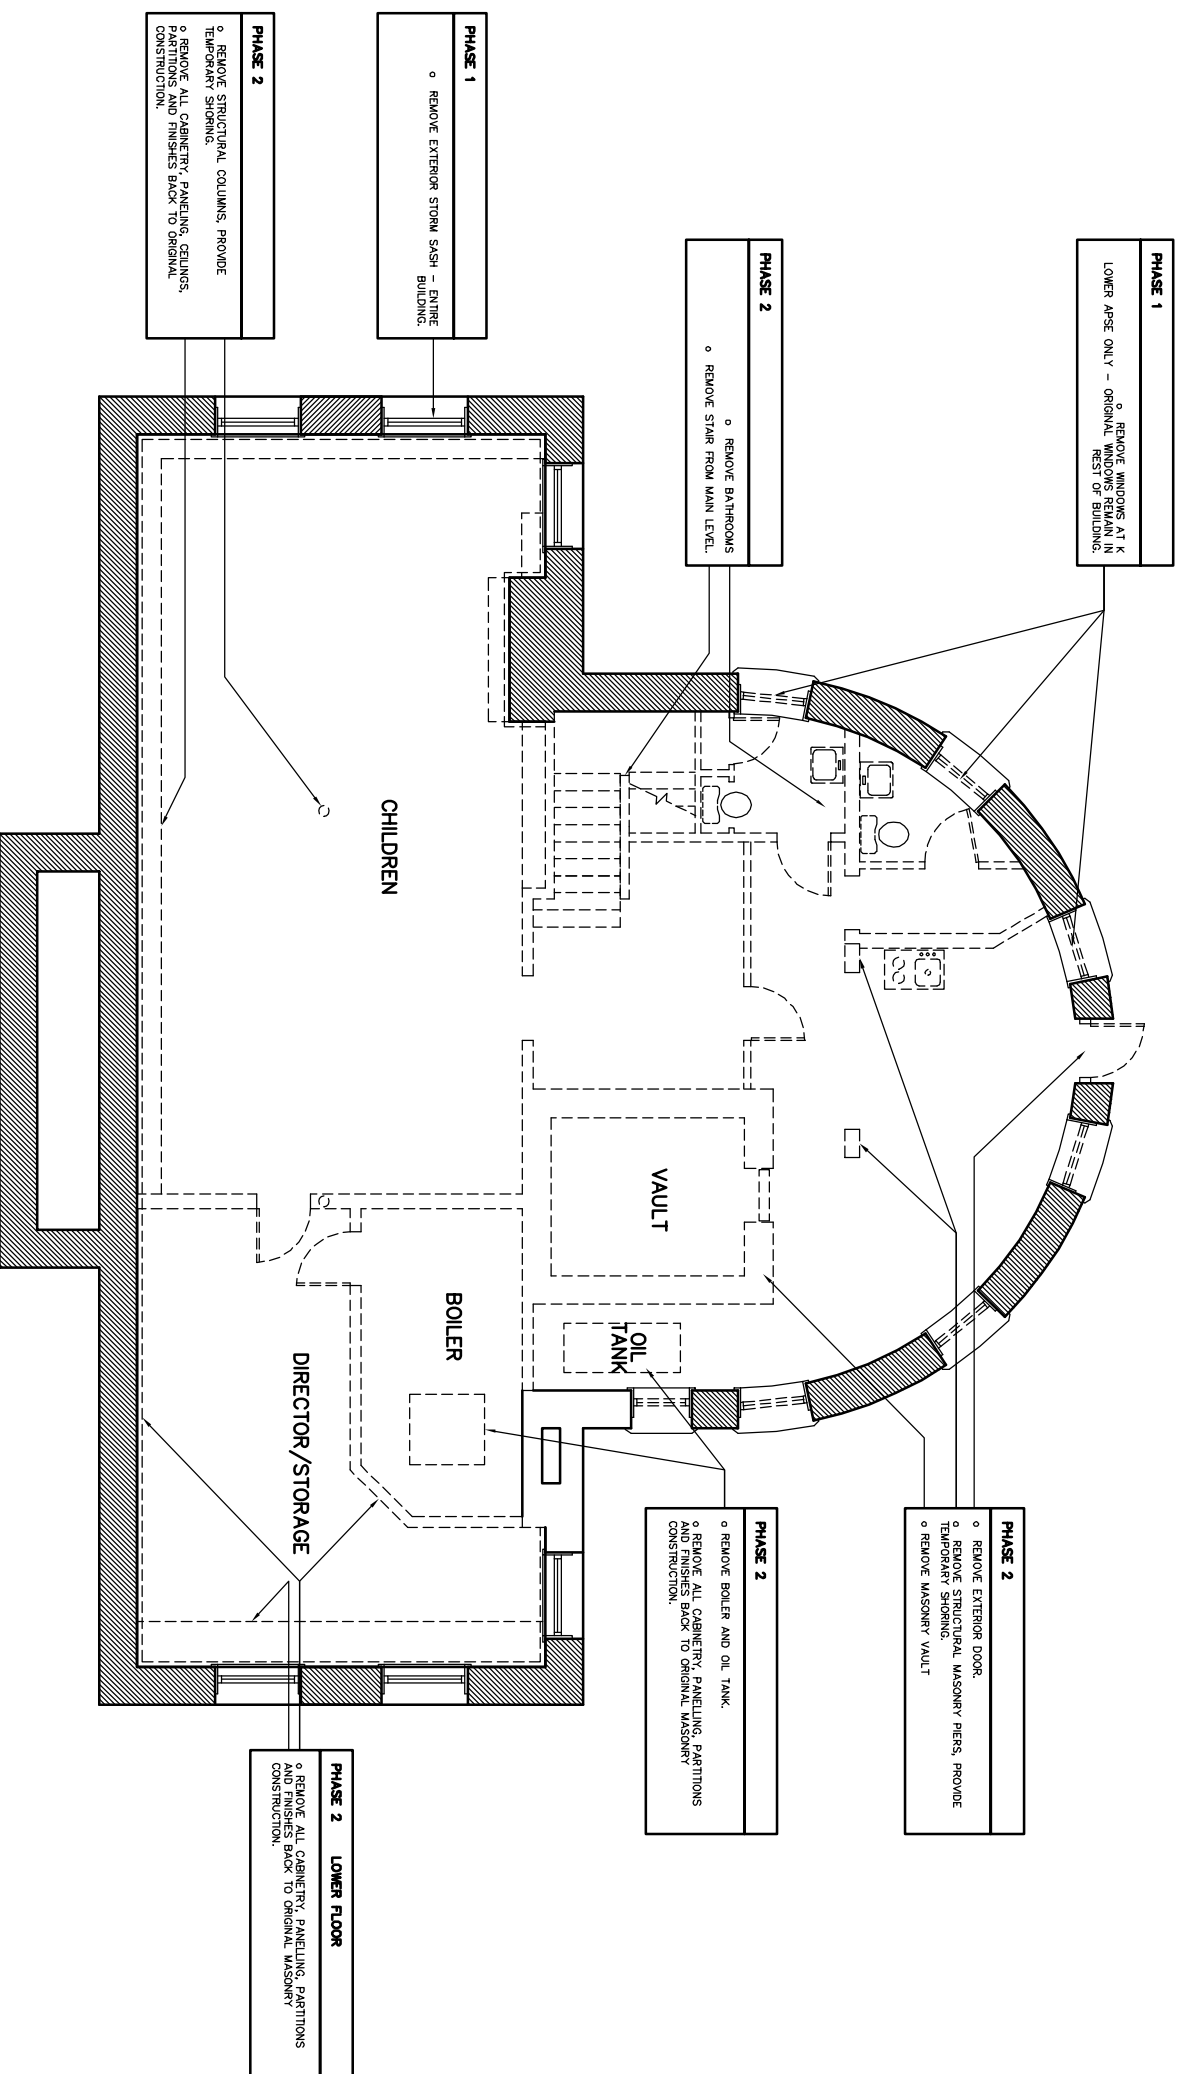 PHASE 1
o REMOVE WINDOWS AT K
LOWER APSE ONLY – ORIGINAL WINDOWS REMAIN IN
REST OF BUILDING.
PHASE 2
o REMOVE BATHROOMS
o REMOVE STAIR FROM MAIN LEVEL.
PHASE 1
o REMOVE EXTERIOR STORM SASH – ENTIRE
BUILDING.
PHASE 2
o REMOVE STRUCTURAL COLUMNS, PROVIDE
TEMPORARY SHORING.
o REMOVE ALL CABINETRY, PANELING, CEILINGS,
PARTITIONS AND FINISHES BACK TO ORIGINAL
CONSTRUCTION.
CHILDREN
VAULT
OIL
TANK
BOILER
DIRECTOR/STORAGE
PHASE 2
o REMOVE EXTERIOR DOOR.
o REMOVE STRUCTURAL MASONRY PIERS, PROVIDE
TEMPORARY SHORING.
o REMOVE MASONRY VAULT
PHASE 2
o REMOVE BOILER AND OIL TANK.
o REMOVE ALL CABINETRY, PANELLING, PARTITIONS
AND FINISHES BACK TO ORIGINAL MASONRY
CONSTRUCTION.
PHASE 2 LOWER FLOOR
o REMOVE ALL CABINETRY, PANELLING, PARTITIONS
AND FINISHES BACK TO ORIGINAL MASONRY
CONSTRUCTION.